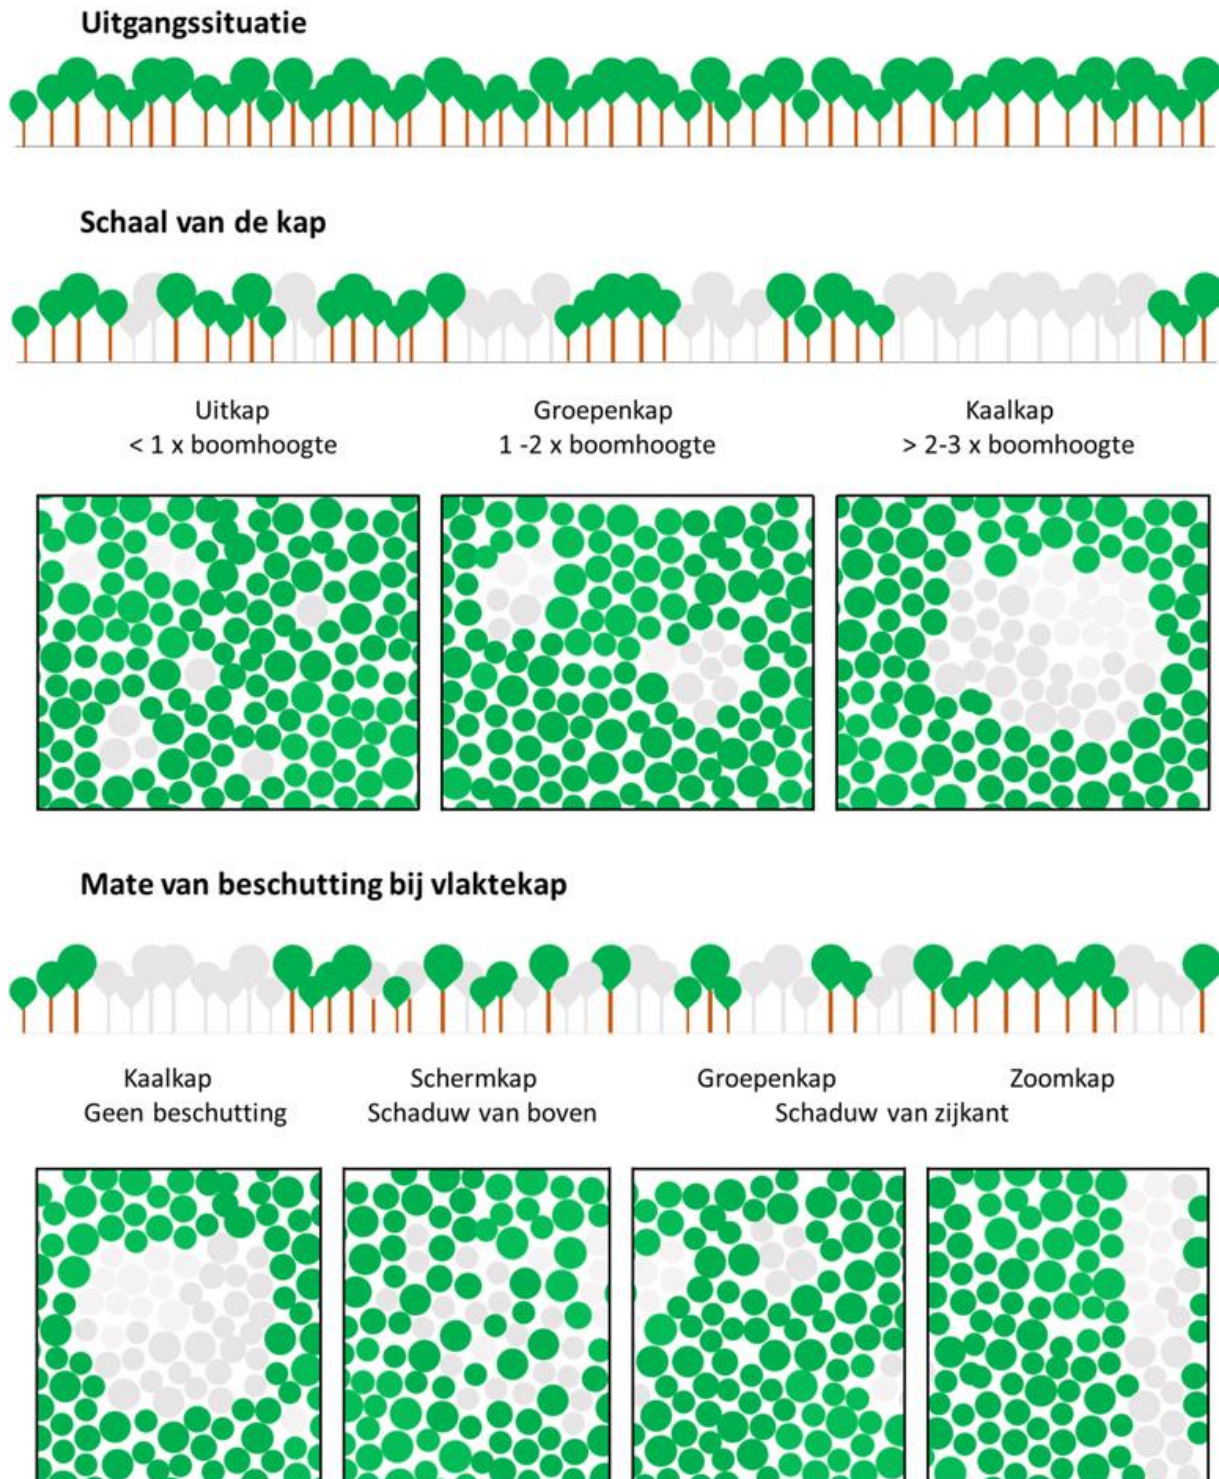 Uitgangssituatie
Schaal van de kap
Uitkap
< 1 x boomhoogte
Groepenkap
1 -2 x boomhoogte
Kaalkap
> 2-3 x boomhoogte
Mate van beschutting bij vlaktekap
Kaalkap
Geen beschutting
Schermkap
Schaduw van boven
Groepenkap
Zoomkap
Schaduw van zijkant